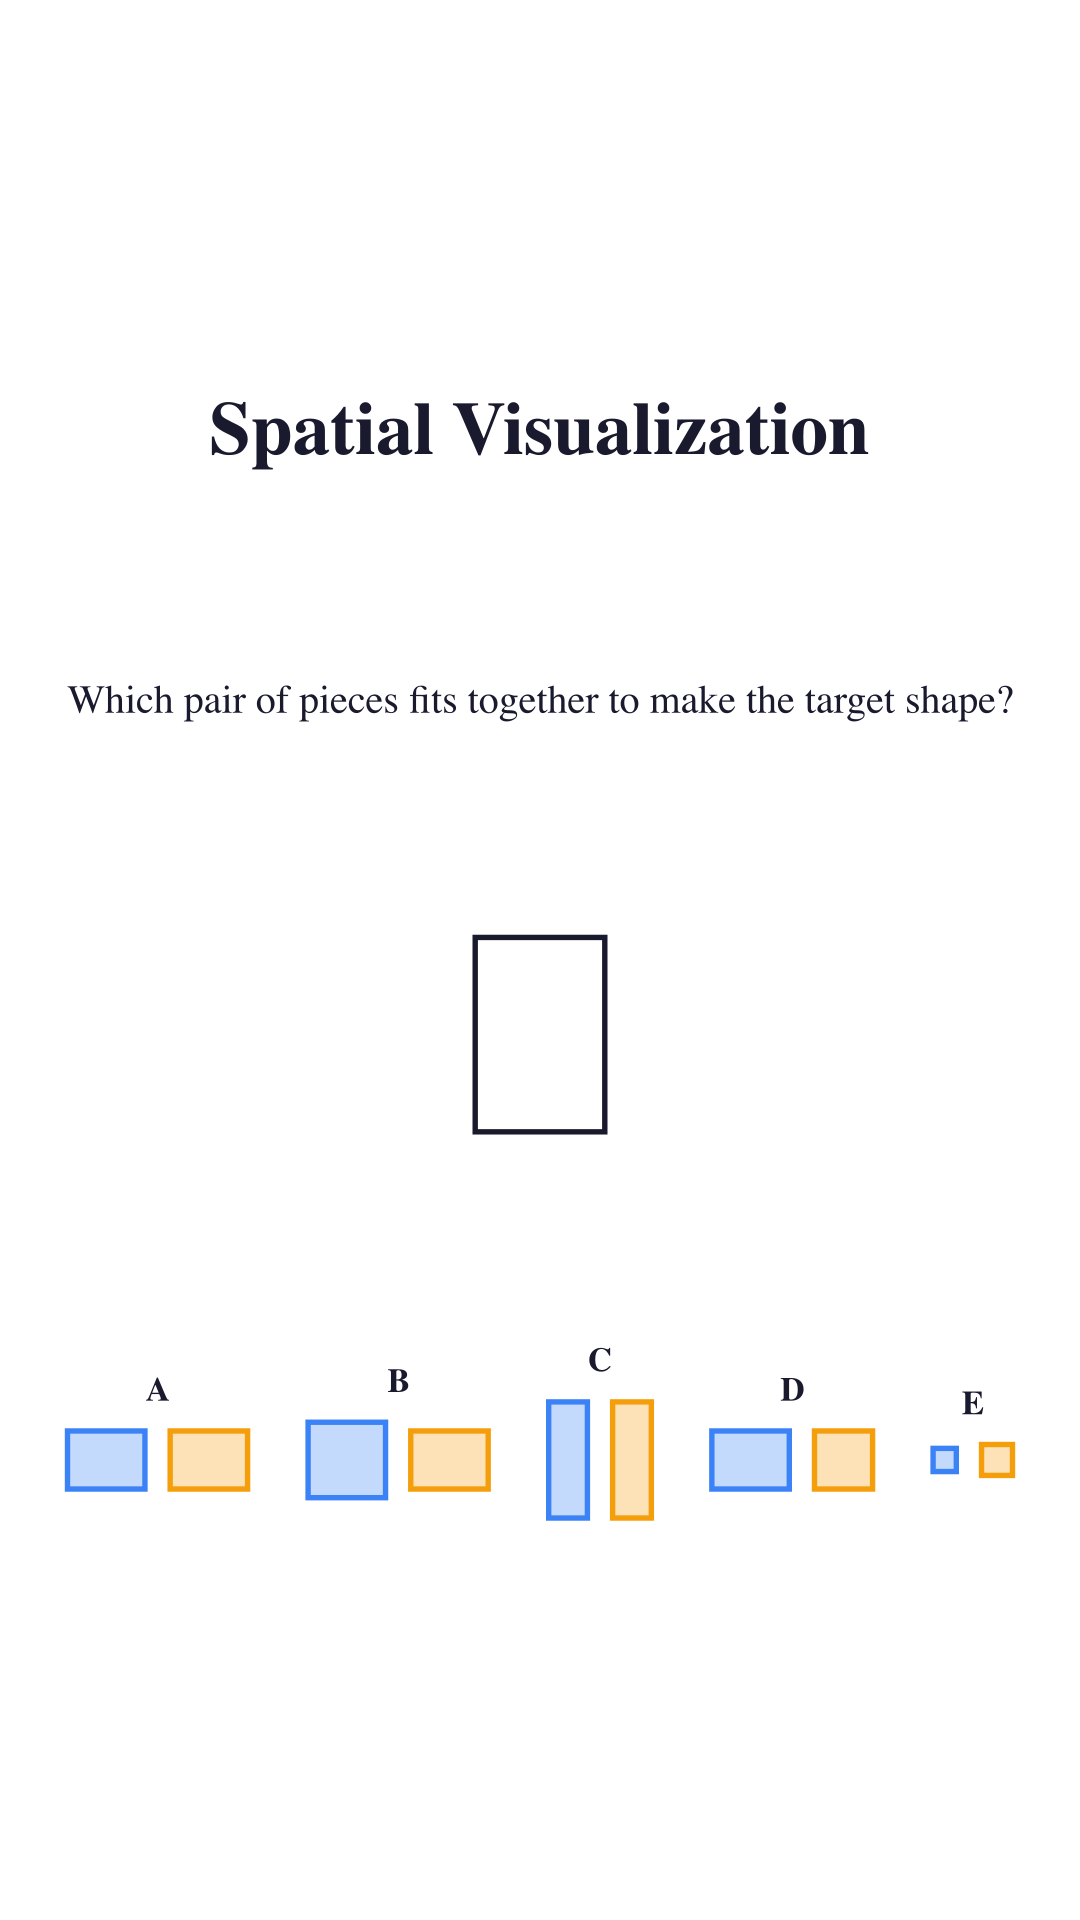 Spatial Visualization
Which pair of pieces fits together to make the target shape?
A B C D E